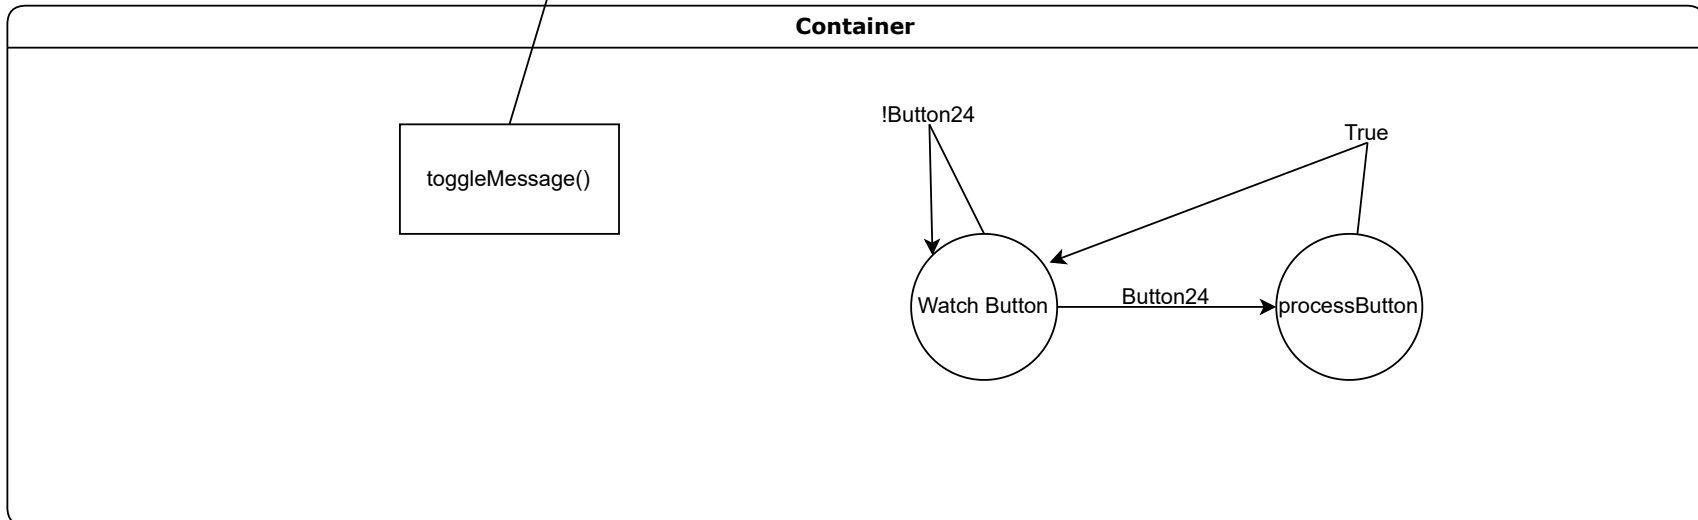 Container
!Button24
True
toggleMessage()
Button24
Watch Button
processButton